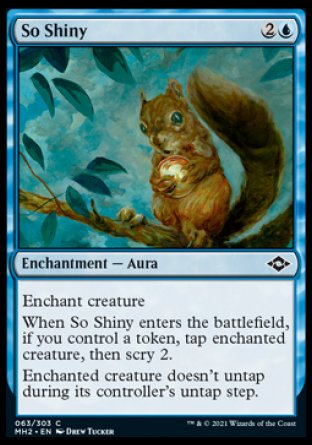 So Shiny 2
Enchantment — Aura
Enchant creature
When So Shiny enters the battlefield,
if you control a token, tap enchanted
creature, then scry 2.
Enchanted creature doesn't untap
during its controller's untap step.
063/303 C
MH2 • EN DREW TUCKER
™ & © 2021 Wizards of the Coast